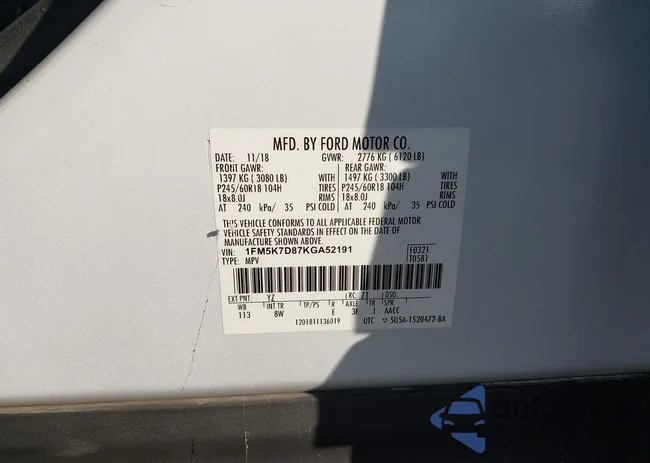 MFD. BY FORD MOTOR CO.
DATE: 11/18 GVWR: 2776 KG ( 6120 LB)
FRONT GAWR: REAR GAWR:
1397 KG ( 3080 LB) WITH 1497 KG ( 3300 LB) WITH
P245/60R18 104H TIRES P245/60R18 104H TIRES
18x8.0J RIMS 18x8.0J RIMS
AT 240 kPa/ 35 PSI COLD AT 240 kPa/ 35 PSI COLD
THIS VEHICLE CONFORMS TO ALL APPLICABLE FEDERAL MOTOR
VEHICLE SAFETY STANDARDS IN EFFECT ON THE DATE OF
MANUFACTURE SHOWN ABOVE.
VIN: 1FM5K7D87KGA52191 F0321
TYPE: MPV T0581
EXT PNT: YZ RC: 71 DSO:
WB INT TR TP/PS R AXLE TR SPR
113 8W E 3F J AACC
1201811136019 UTC ▽ 5U5A-1520472-BA